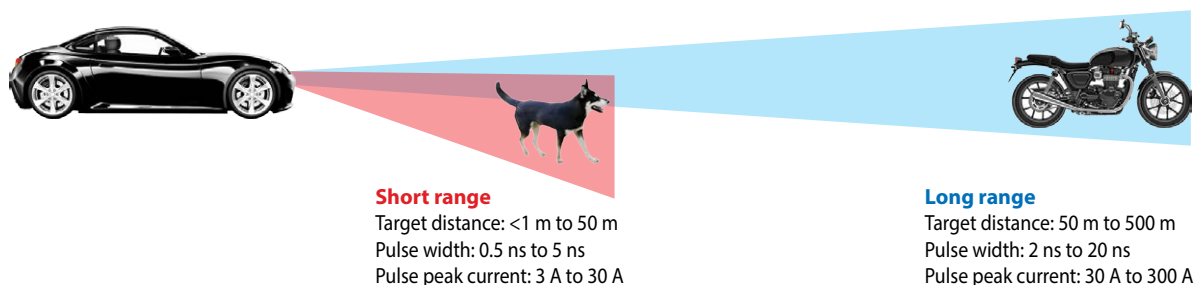 Short range
Target distance: <1 m to 50 m
Pulse width: 0.5 ns to 5 ns
Pulse peak current: 3 A to 30 A
Long range
Target distance: 50 m to 500 m
Pulse width: 2 ns to 20 ns
Pulse peak current: 30 A to 300 A